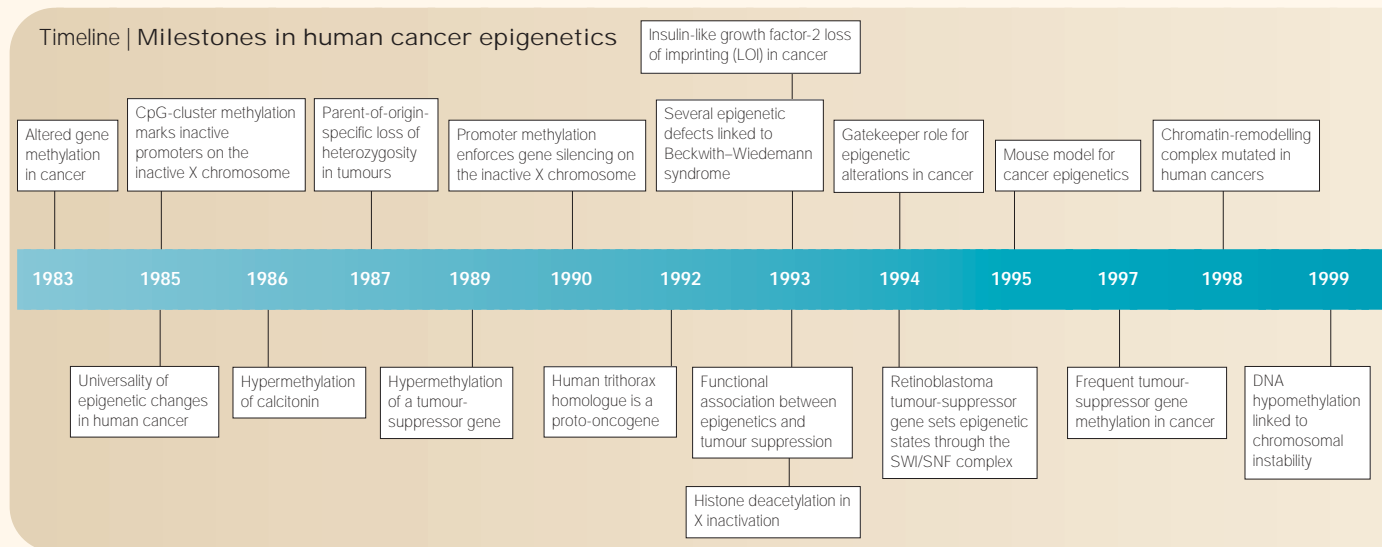 Timeline | Milestones in human cancer epigenetics
Insulin-like growth factor-2 loss
of imprinting (LOI) in cancer
Altered gene
methylation
in cancer
CpG-cluster methylation
marks inactive
promoters on the
inactive X chromosome
Parent-of-origin-
specific loss of
heterozygosity
in tumours
Promoter methylation
enforces gene silencing on
the inactive X chromosome
Several epigenetic
defects linked to
Beckwith–Wiedemann
syndrome
Gatekeeper role for
epigenetic
alterations in cancer
Mouse model for
cancer epigenetics
Chromatin-remodelling
complex mutated in
human cancers
1983 1985 1986 1987 1989 1990 1992 1993 1994 1995 1997 1998 1999
Universality of
epigenetic changes
in human cancer
Hypermethylation
of calcitonin
Hypermethylation
of a tumour-
suppressor gene
Human trithorax
homologue is a
proto-oncogene
Functional
association between
epigenetics and
tumour suppression
Histone deacetylation in
X inactivation
Retinoblastoma
tumour-suppressor
gene sets epigenetic
states through the
SWI/SNF complex
Frequent tumour-
suppressor gene
methylation in cancer
DNA
hypomethylation
linked to
chromosomal
instability